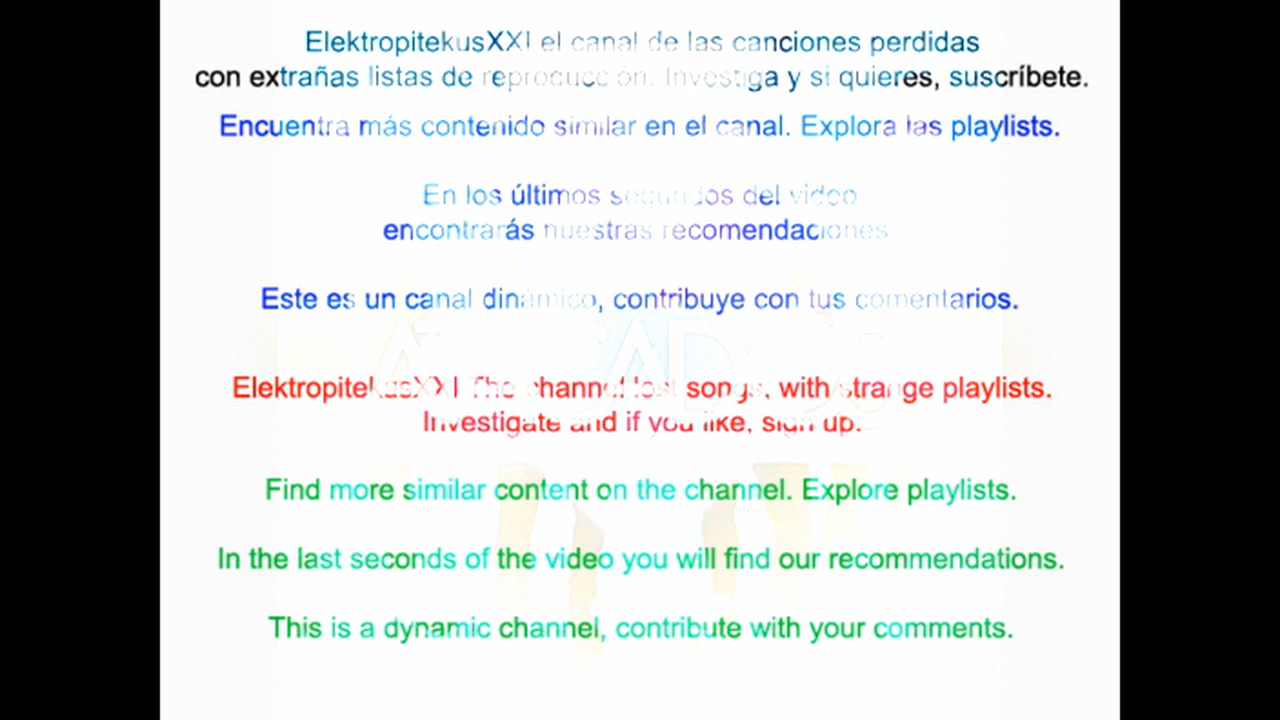 ElektropitekusXXI el canal de las canciones perdidas
con extrañas listas de reproducción. Investiga y si quieres, suscríbete.
Encuentra más contenido similar en el canal. Explora las playlists.
En los últimos segundos del video
encontrarás nuestras recomendaciones
Este es un canal dinámico, contribuye con tus comentarios.
ElektropitekusXXI The channel lost songs, with strange playlists.
Investigate and if you like, sign up.
Find more similar content on the channel. Explore playlists.
In the last seconds of the video you will find our recommendations.
This is a dynamic channel, contribute with your comments.